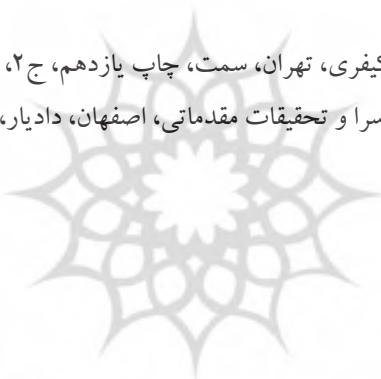 کیفری، تهران، سمت، چاپ یازدهم، ج۲،
سرا و تحقیقات مقدماتی، اصفهان، دادیار،